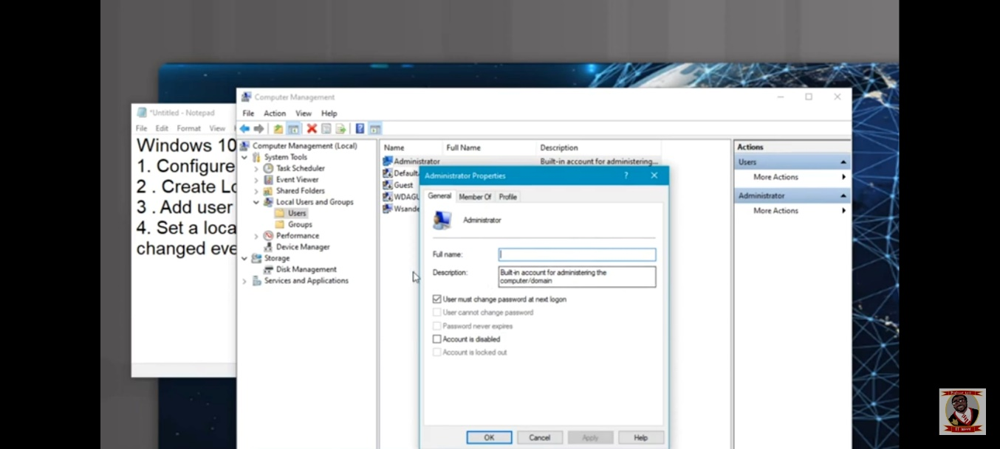 Computer Management
File Action View Help
*Untitled - Notepad
File Edit Format View
Windows 10
1. Configure
2 . Create Lo
3 . Add user
4. Set a loca
changed eve
Computer Management (Local)
System Tools
Task Scheduler
Event Viewer
Shared Folders
Local Users and Groups
Users
Groups
Performance
Device Manager
Storage
Disk Management
Services and Applications
Name Full Name Description
Administrator Built-in account for administering...
Default
Guest
WDAGU
Wsande
Administrator Properties
General Member Of Profile
Administrator
Full name:
Description: Built-in account for administering the
computer/domain
User must change password at next logon
User cannot change password
Password never expires
Account is disabled
Account is locked out
OK Cancel Apply Help
Actions
Users
More Actions
Administrator
More Actions